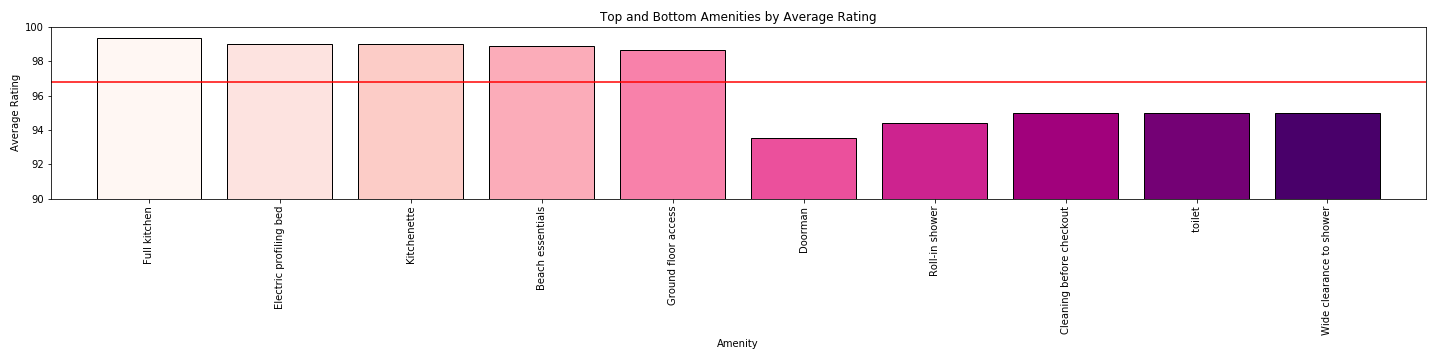 Top and Bottom Amenities by Average Rating
Average Rating
100
98
96
94
92
90
Full kitchen
Electric profiling bed
Kitchenette
Beach essentials
Ground floor access
Doorman
Roll-in shower
Cleaning before checkout
toilet
Wide clearance to shower
Amenity